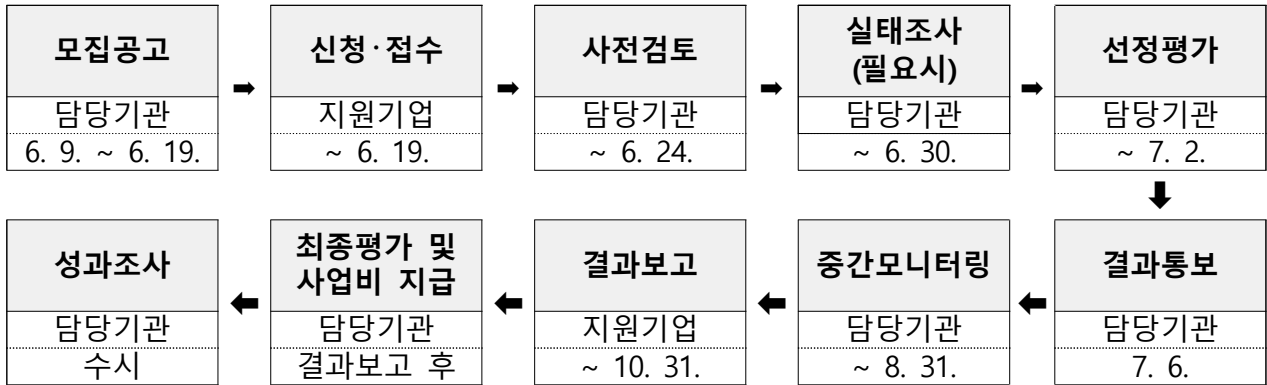 모집공고
담당기관
6. 9. ~ 6. 19.
➡
신청·접수
지원기업
~ 6. 19.
➡
사전검토
담당기관
~ 6. 24.
➡
실태조사
(필요시)
담당기관
~ 6. 30.
➡
선정평가
담당기관
~ 7. 2.
⬇
결과통보
담당기관
7. 6.
⬅
중간모니터링
담당기관
~ 8. 31.
⬅
결과보고
지원기업
~ 10. 31.
⬅
최종평가 및
사업비 지급
담당기관
결과보고 후
⬅
성과조사
담당기관
수시